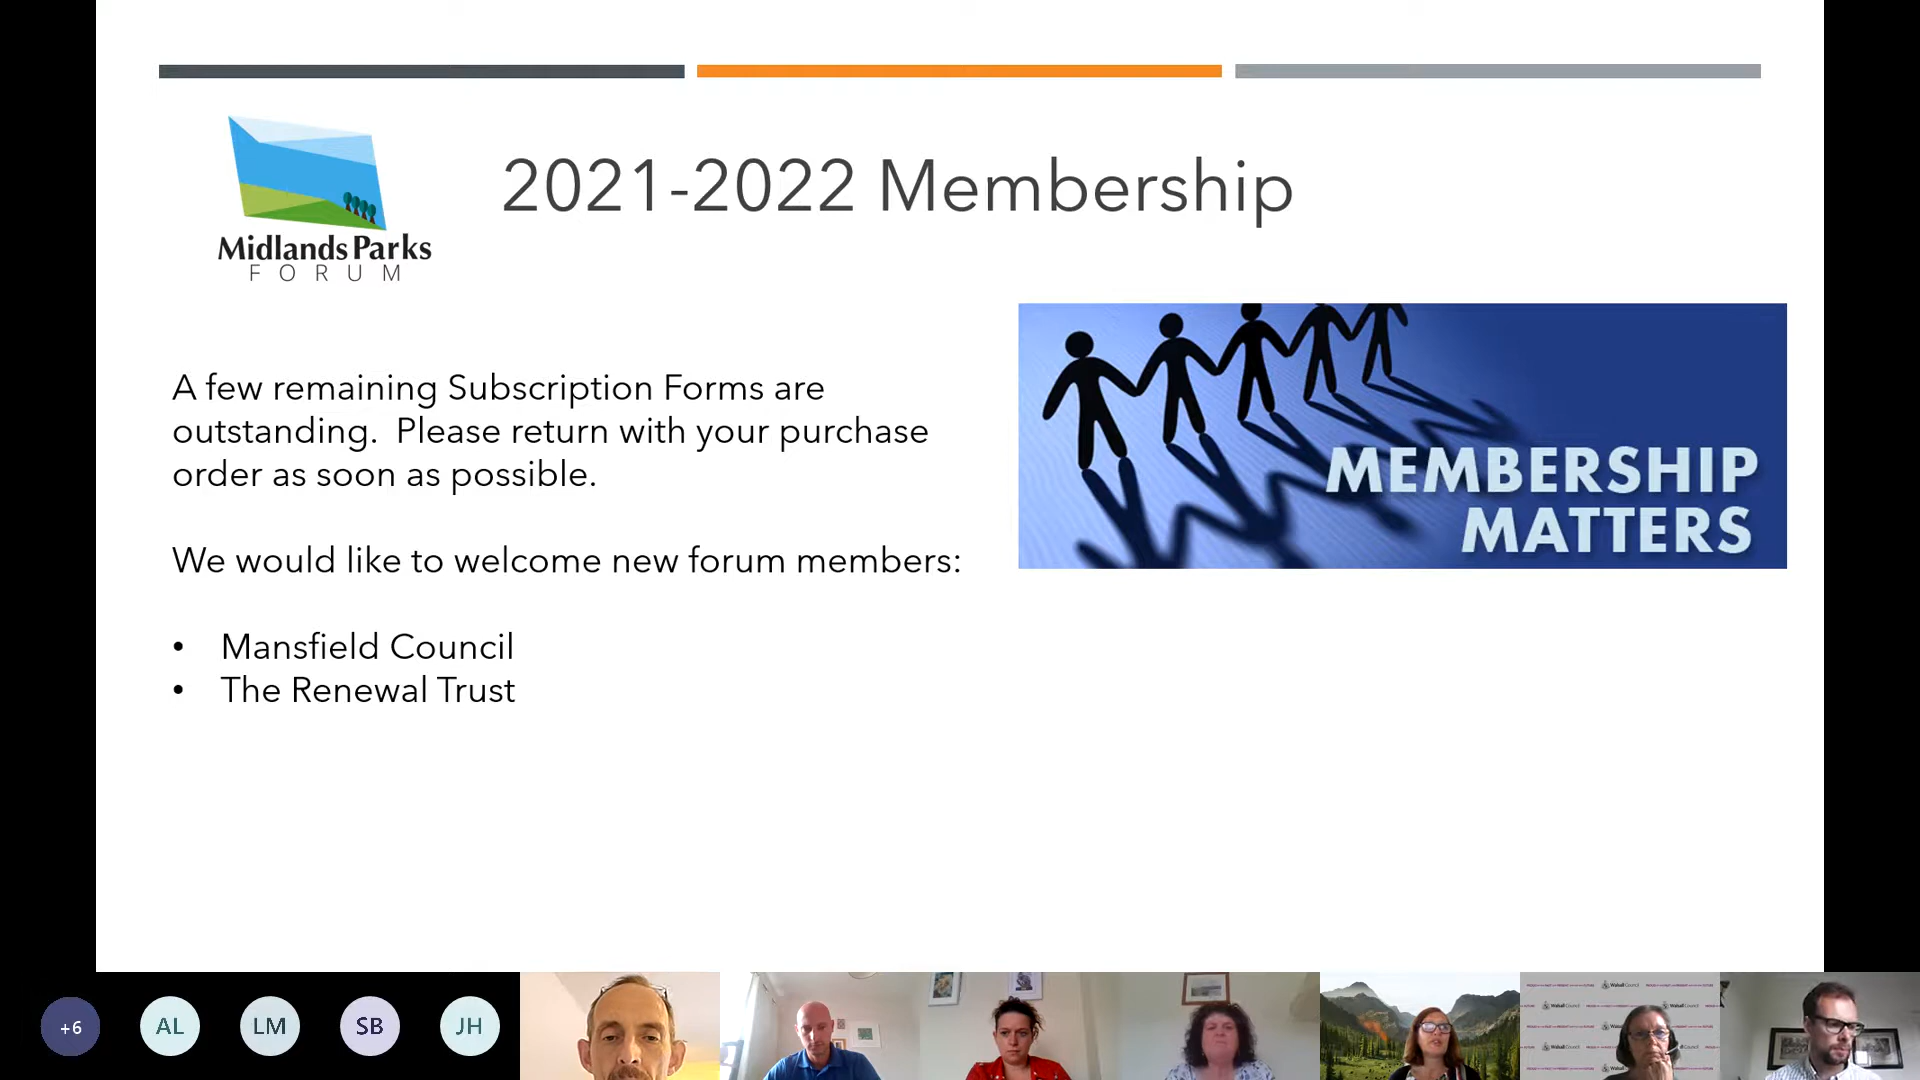 2021-2022 Membership
Midlands Parks
FORUM
A few remaining Subscription Forms are
outstanding.  Please return with your purchase
order as soon as possible.
We would like to welcome new forum members:
• Mansfield Council
• The Renewal Trust
MEMBERSHIP
MATTERS
+6
AL
LM
SB
JH
Walsall Council